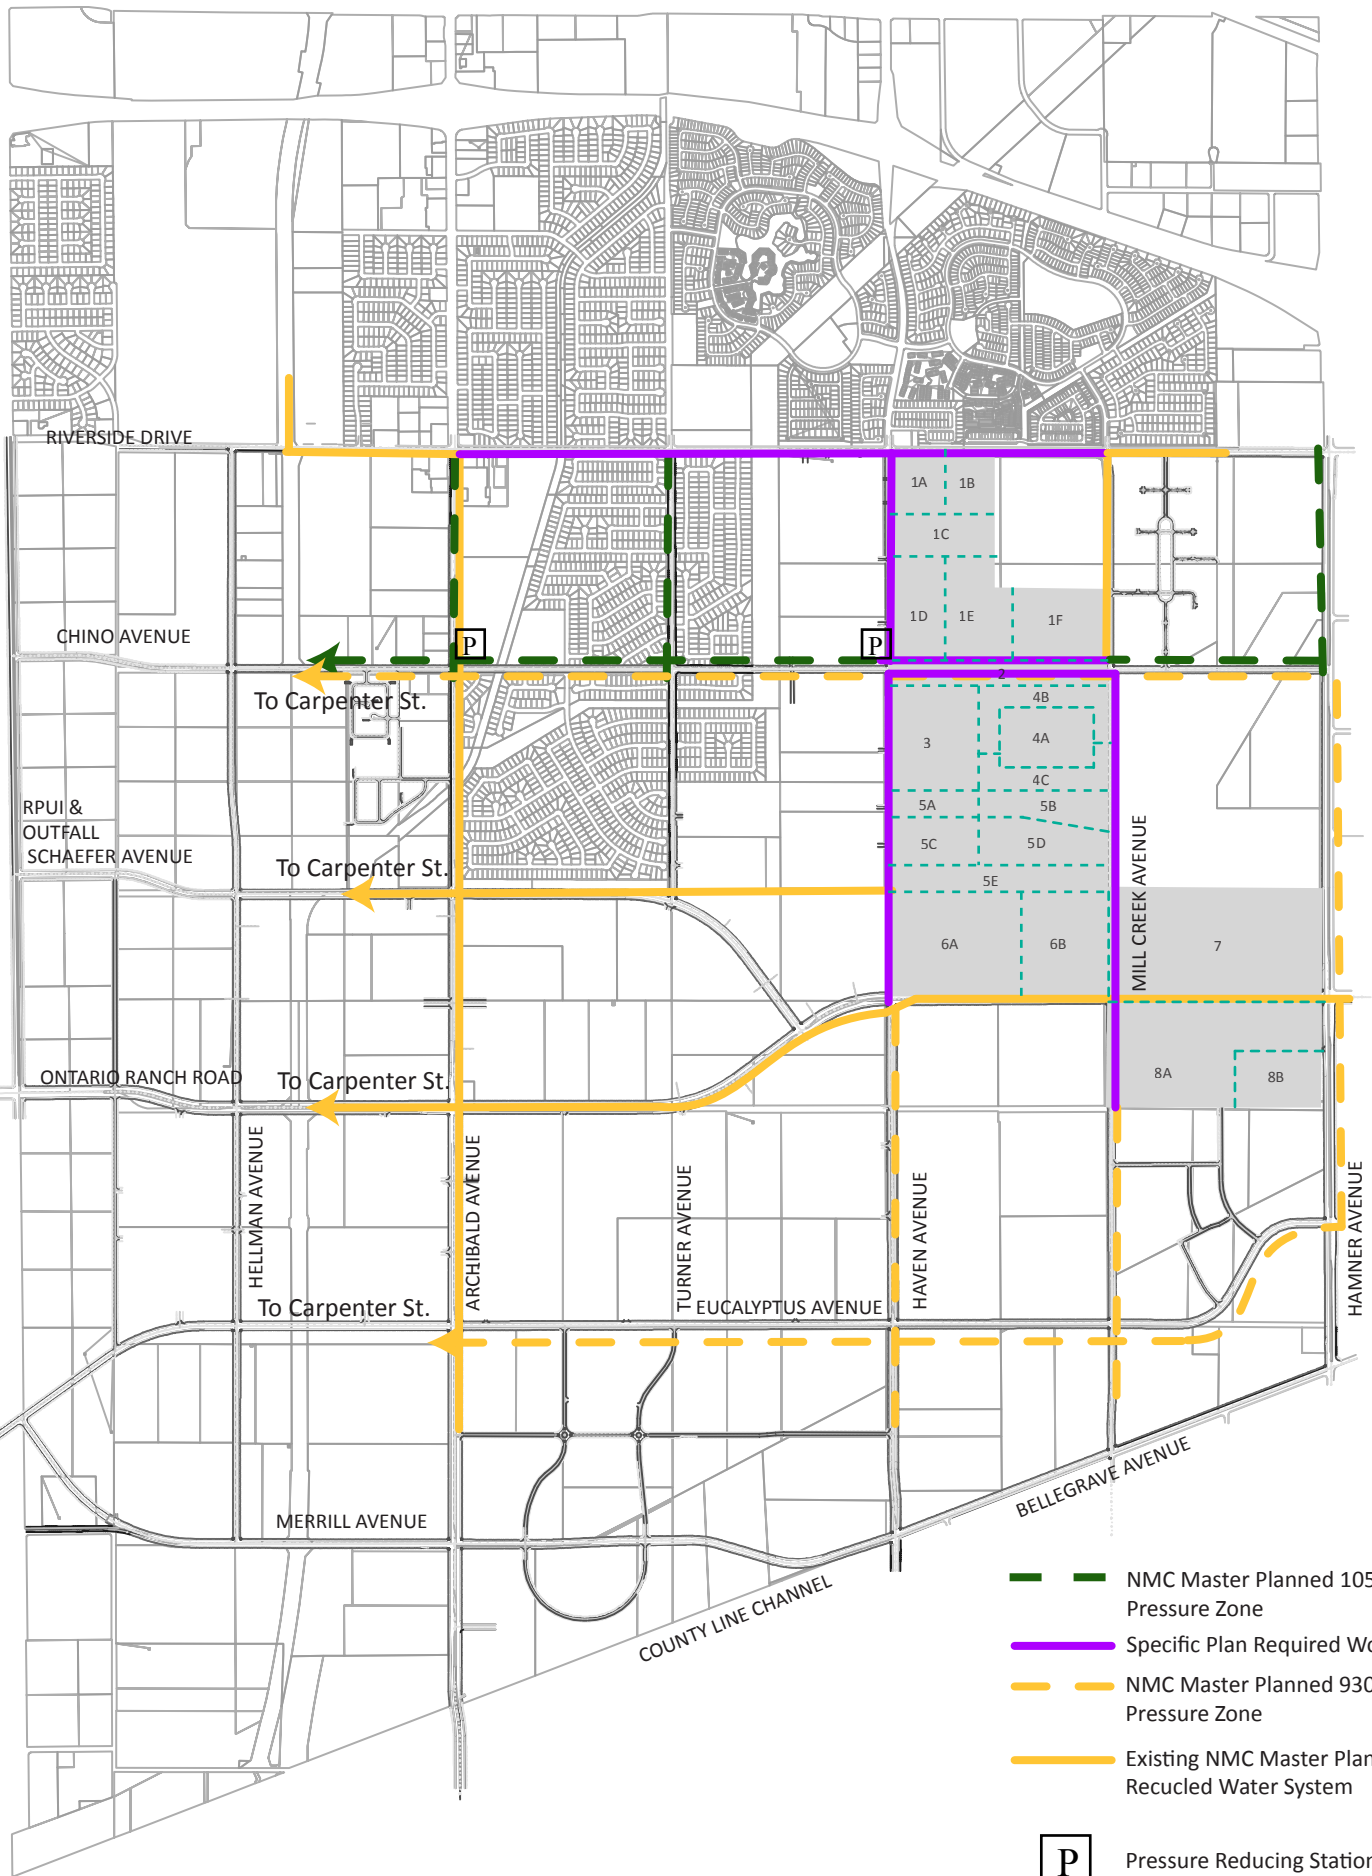 RIVERSIDE DRIVE
1A
1B
1C
1D
1E
1F
CHINO AVENUE
P
P
To Carpenter St.
2
4B
3
4A
4C
5A
5B
RPUI &
OUTFALL
SCHAEFER AVENUE
To Carpenter St.
5C
5D
5E
MILL CREEK AVENUE
6A
6B
7
ONTARIO RANCH ROAD
To Carpenter St.
8A
8B
HELLMAN AVENUE
ARCHIBALD AVENUE
TURNER AVENUE
HAVEN AVENUE
HAMNER AVENUE
To Carpenter St.
EUCALYPTUS AVENUE
MERRILL AVENUE
BELLEGRAVE AVENUE
COUNTY LINE CHANNEL
NMC Master Planned 105
Pressure Zone
Specific Plan Required Wo
NMC Master Planned 930
Pressure Zone
Existing NMC Master Plan
Recucled Water System
P
Pressure Reducing Station